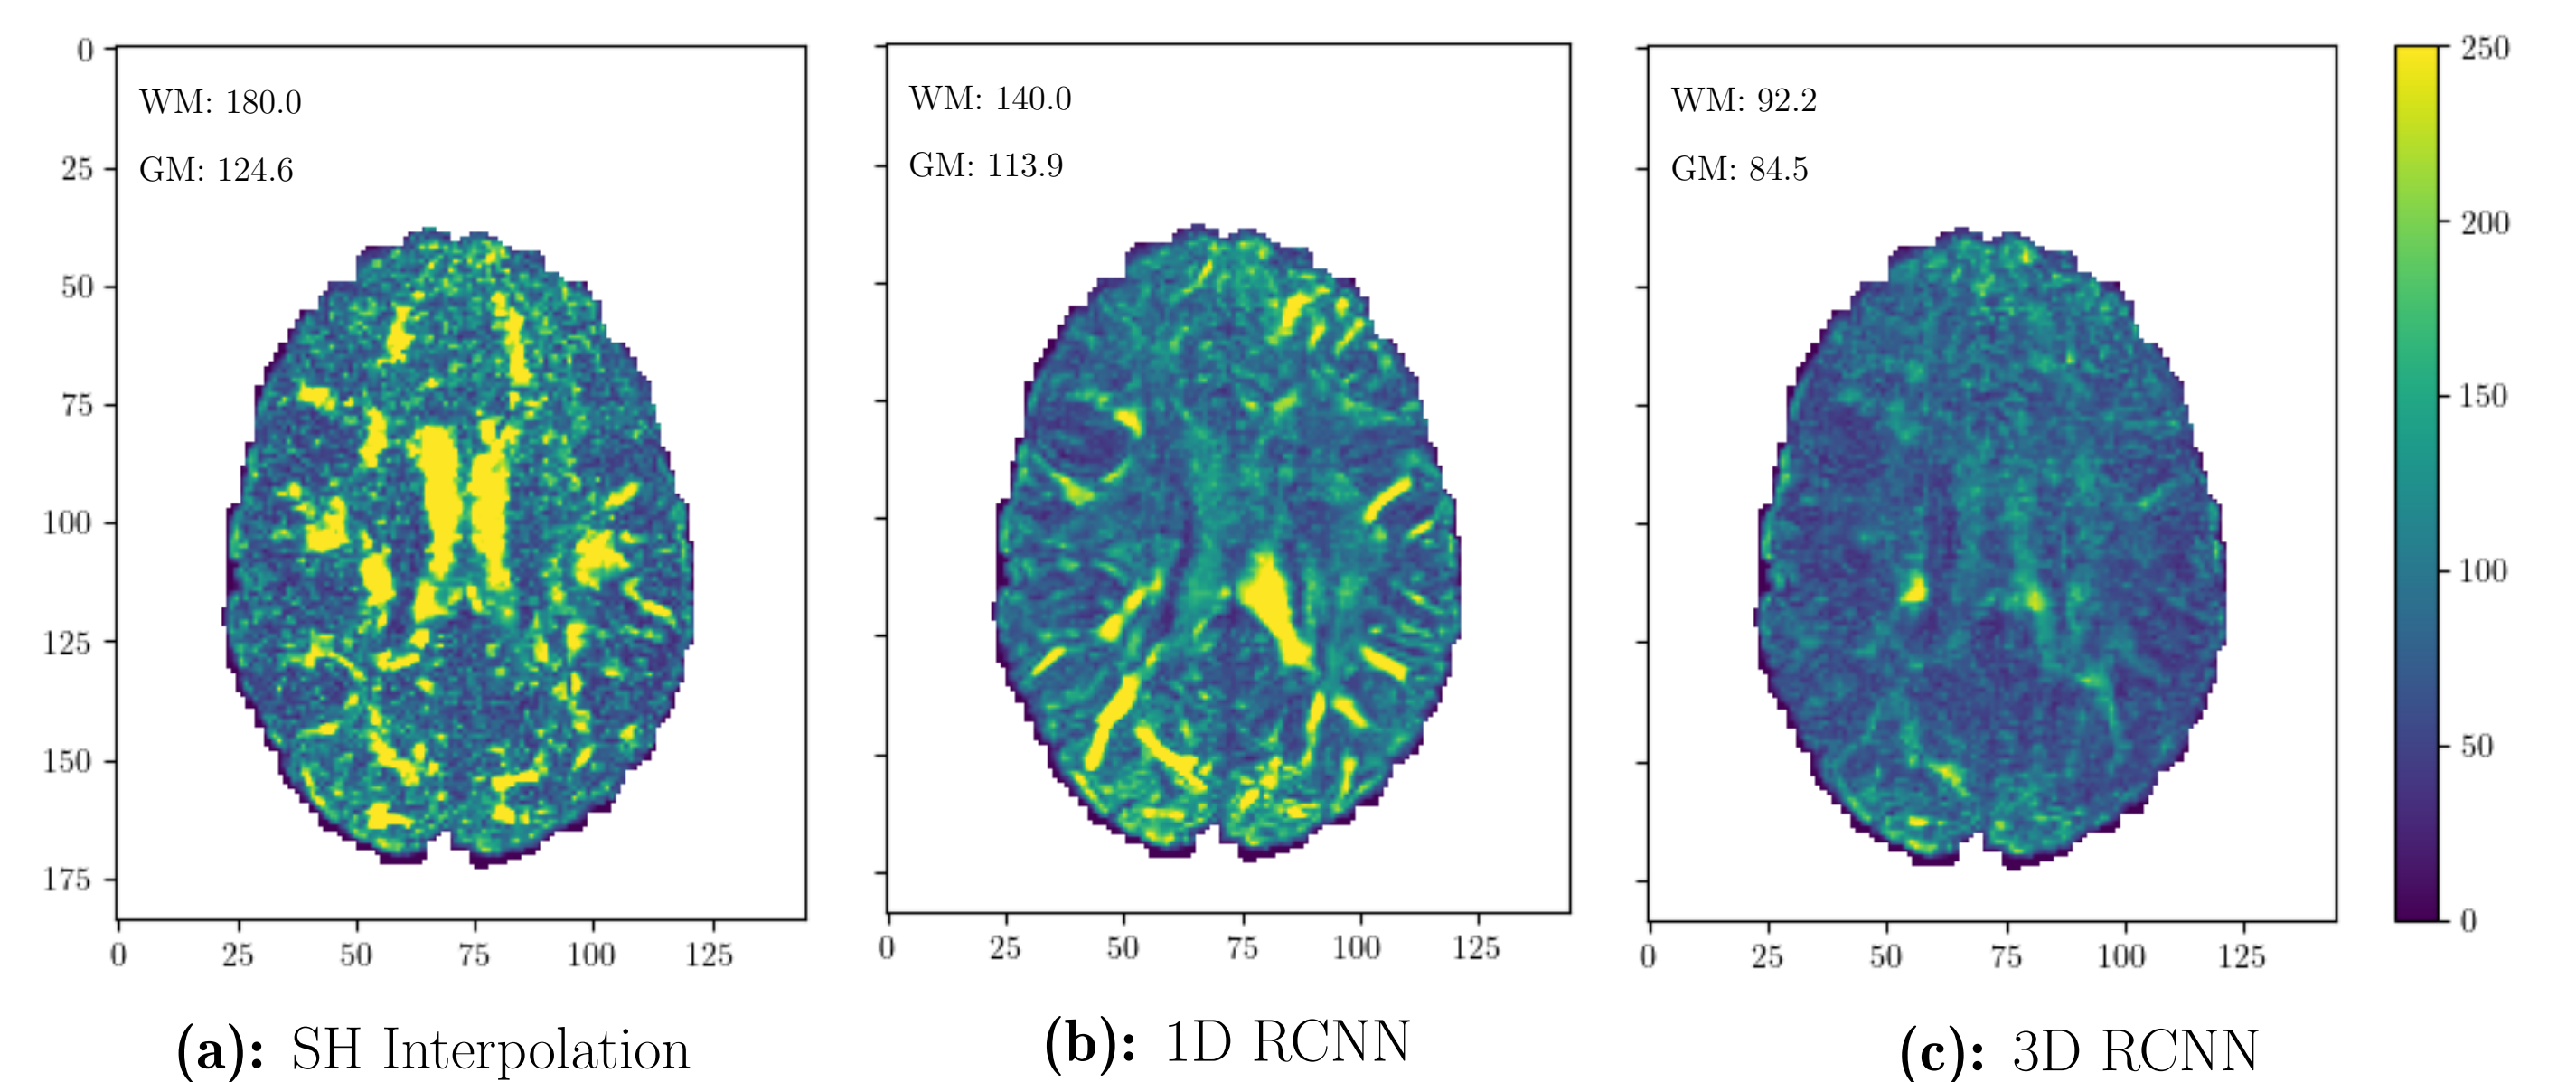 WM: 180.0
GM: 124.6
0
25
50
75
100
125
150
175
0 25 50 75 100 125
WM: 140.0
GM: 113.9
0 25 50 75 100 125
WM: 92.2
GM: 84.5
0 25 50 75 100 125
250
200
150
100
50
0
(a): SH Interpolation
(b): 1D RCNN
(c): 3D RCNN